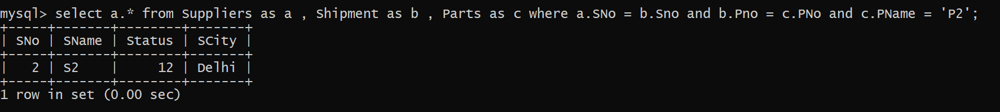 mysql> select a.* from Suppliers as a , Shipment as b , Parts as c where a.SNo = b.Sno and b.Pno = c.PNo and c.PName = 'P2';
+-----+-------+--------+-------+
| SNo | SName | Status | SCity |
+-----+-------+--------+-------+
|   2 | S2    |     12 | Delhi |
+-----+-------+--------+-------+
1 row in set (0.00 sec)